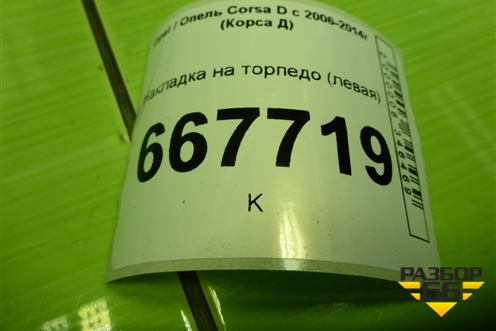 Opel / Опель Corsa D с 2006-2014г
(Корса Д)
Накладка на торпедо (левая)
667719
К
РАЗБОР
66